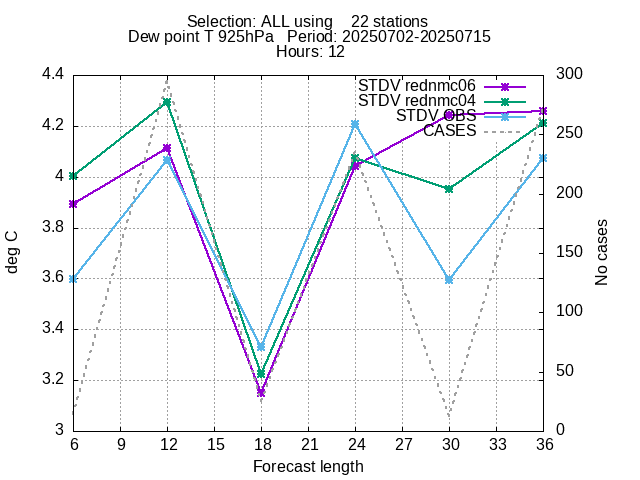 Selection: ALL using    22 stations
Dew point T 925hPa   Period: 20250702-20250715
Hours: 12
STDV rednmc06
STDV rednmc04
STDV OBS
CASES
4.4
4.2
4
3.8
3.6
3.4
3.2
3
300
250
200
150
100
50
0
deg C
No cases
6 9 12 15 18 21 24 27 30 33 36
Forecast length